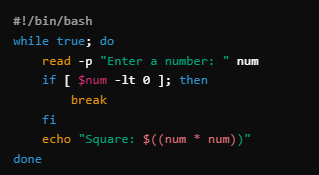 #!/bin/bash
while true; do
    read -p "Enter a number: " num
    if [ $num -lt 0 ]; then
        break
    fi
    echo "Square: $((num * num))"
done